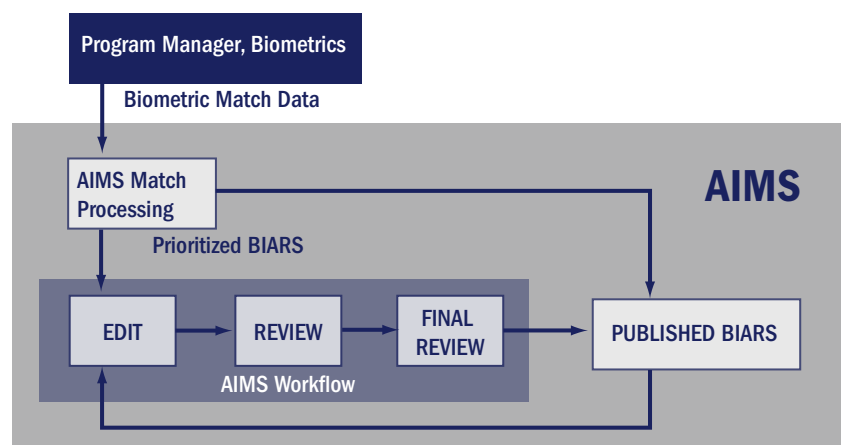 Program Manager, Biometrics
Biometric Match Data
AIMS Match
Processing
AIMS
Prioritized BIARS
EDIT
REVIEW
FINAL
REVIEW
PUBLISHED BIARS
AIMS Workflow